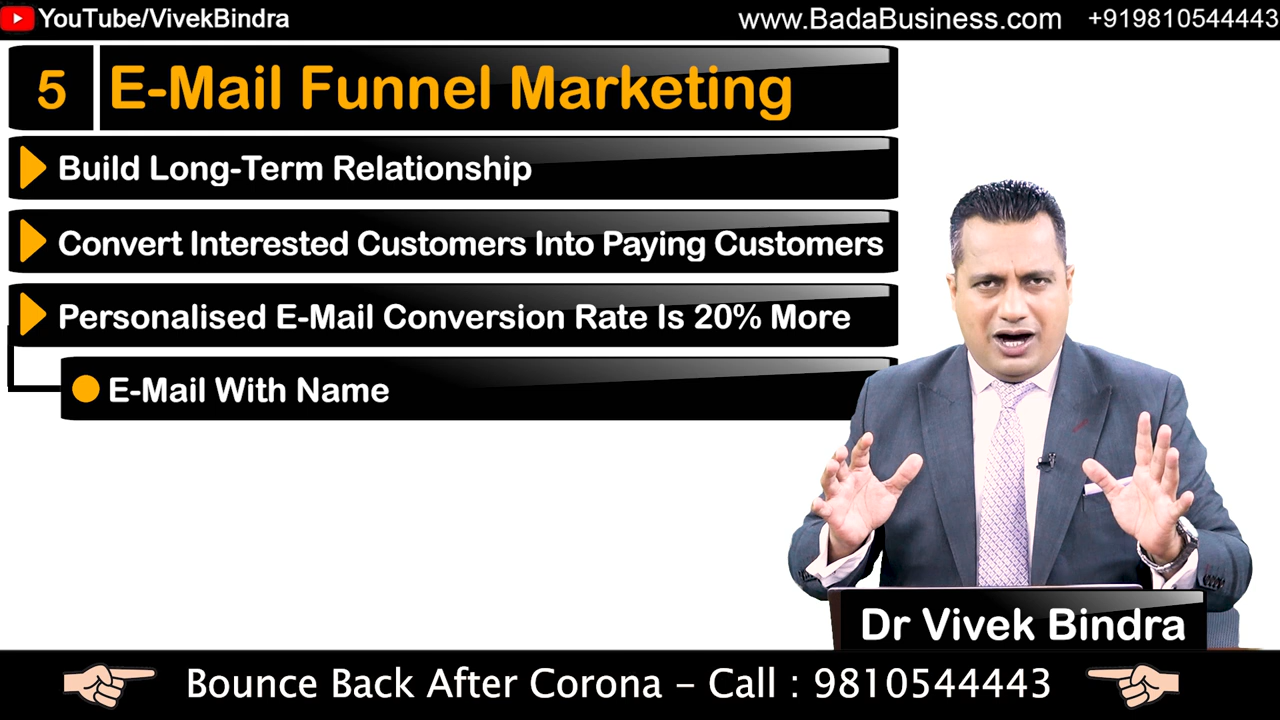 YouTube/VivekBindra
www.BadaBusiness.com +919810544443
5 E-Mail Funnel Marketing
Build Long-Term Relationship
Convert Interested Customers Into Paying Customers
Personalised E-Mail Conversion Rate Is 20% More
E-Mail With Name
Dr Vivek Bindra
Bounce Back After Corona – Call : 9810544443